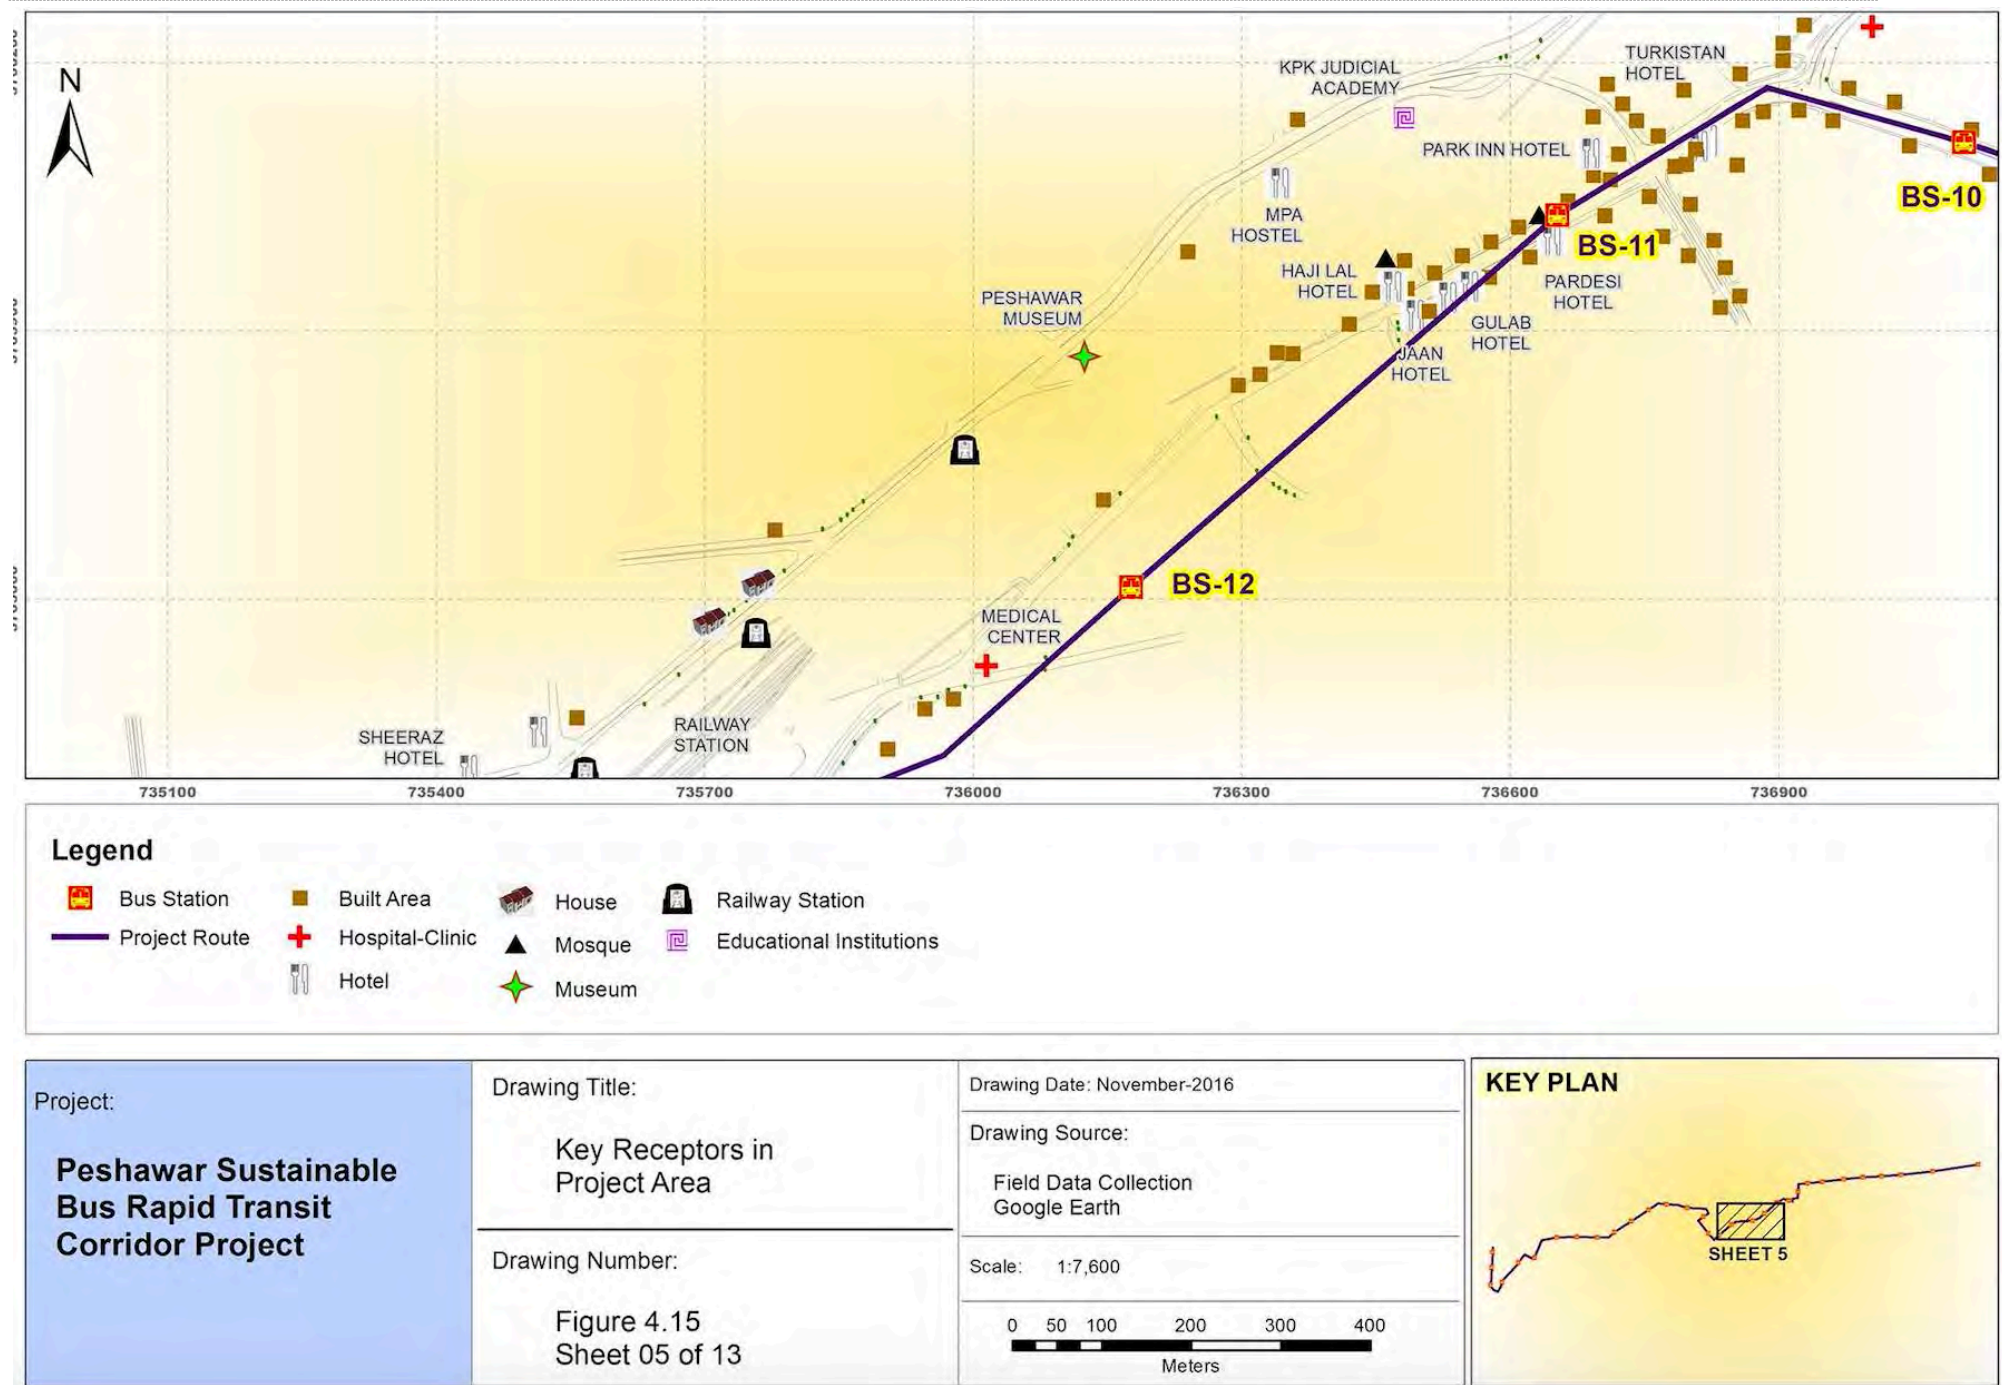 N
KPK JUDICIAL
ACADEMY
TURKISTAN
HOTEL
PARK INN HOTEL
BS-10
MPA
HOSTEL
BS-11
HAJI LAL
HOTEL
PARDESI
HOTEL
PESHAWAR
MUSEUM
GULAB
HOTEL
JAAN
HOTEL
BS-12
MEDICAL
CENTER
RAILWAY
STATION
SHEERAZ
HOTEL
735100 735400 735700 736000 736300 736600 736900
Legend
Bus Station Built Area House Railway Station
Project Route Hospital-Clinic Mosque Educational Institutions
Hotel Museum
Project:
Peshawar Sustainable
Bus Rapid Transit
Corridor Project
Drawing Title:
Key Receptors in
Project Area
Drawing Number:
Figure 4.15
Sheet 05 of 13
Drawing Date: November-2016
Drawing Source:
Field Data Collection
Google Earth
Scale: 1:7,600
0 50 100 200 300 400
Meters
KEY PLAN
SHEET 5